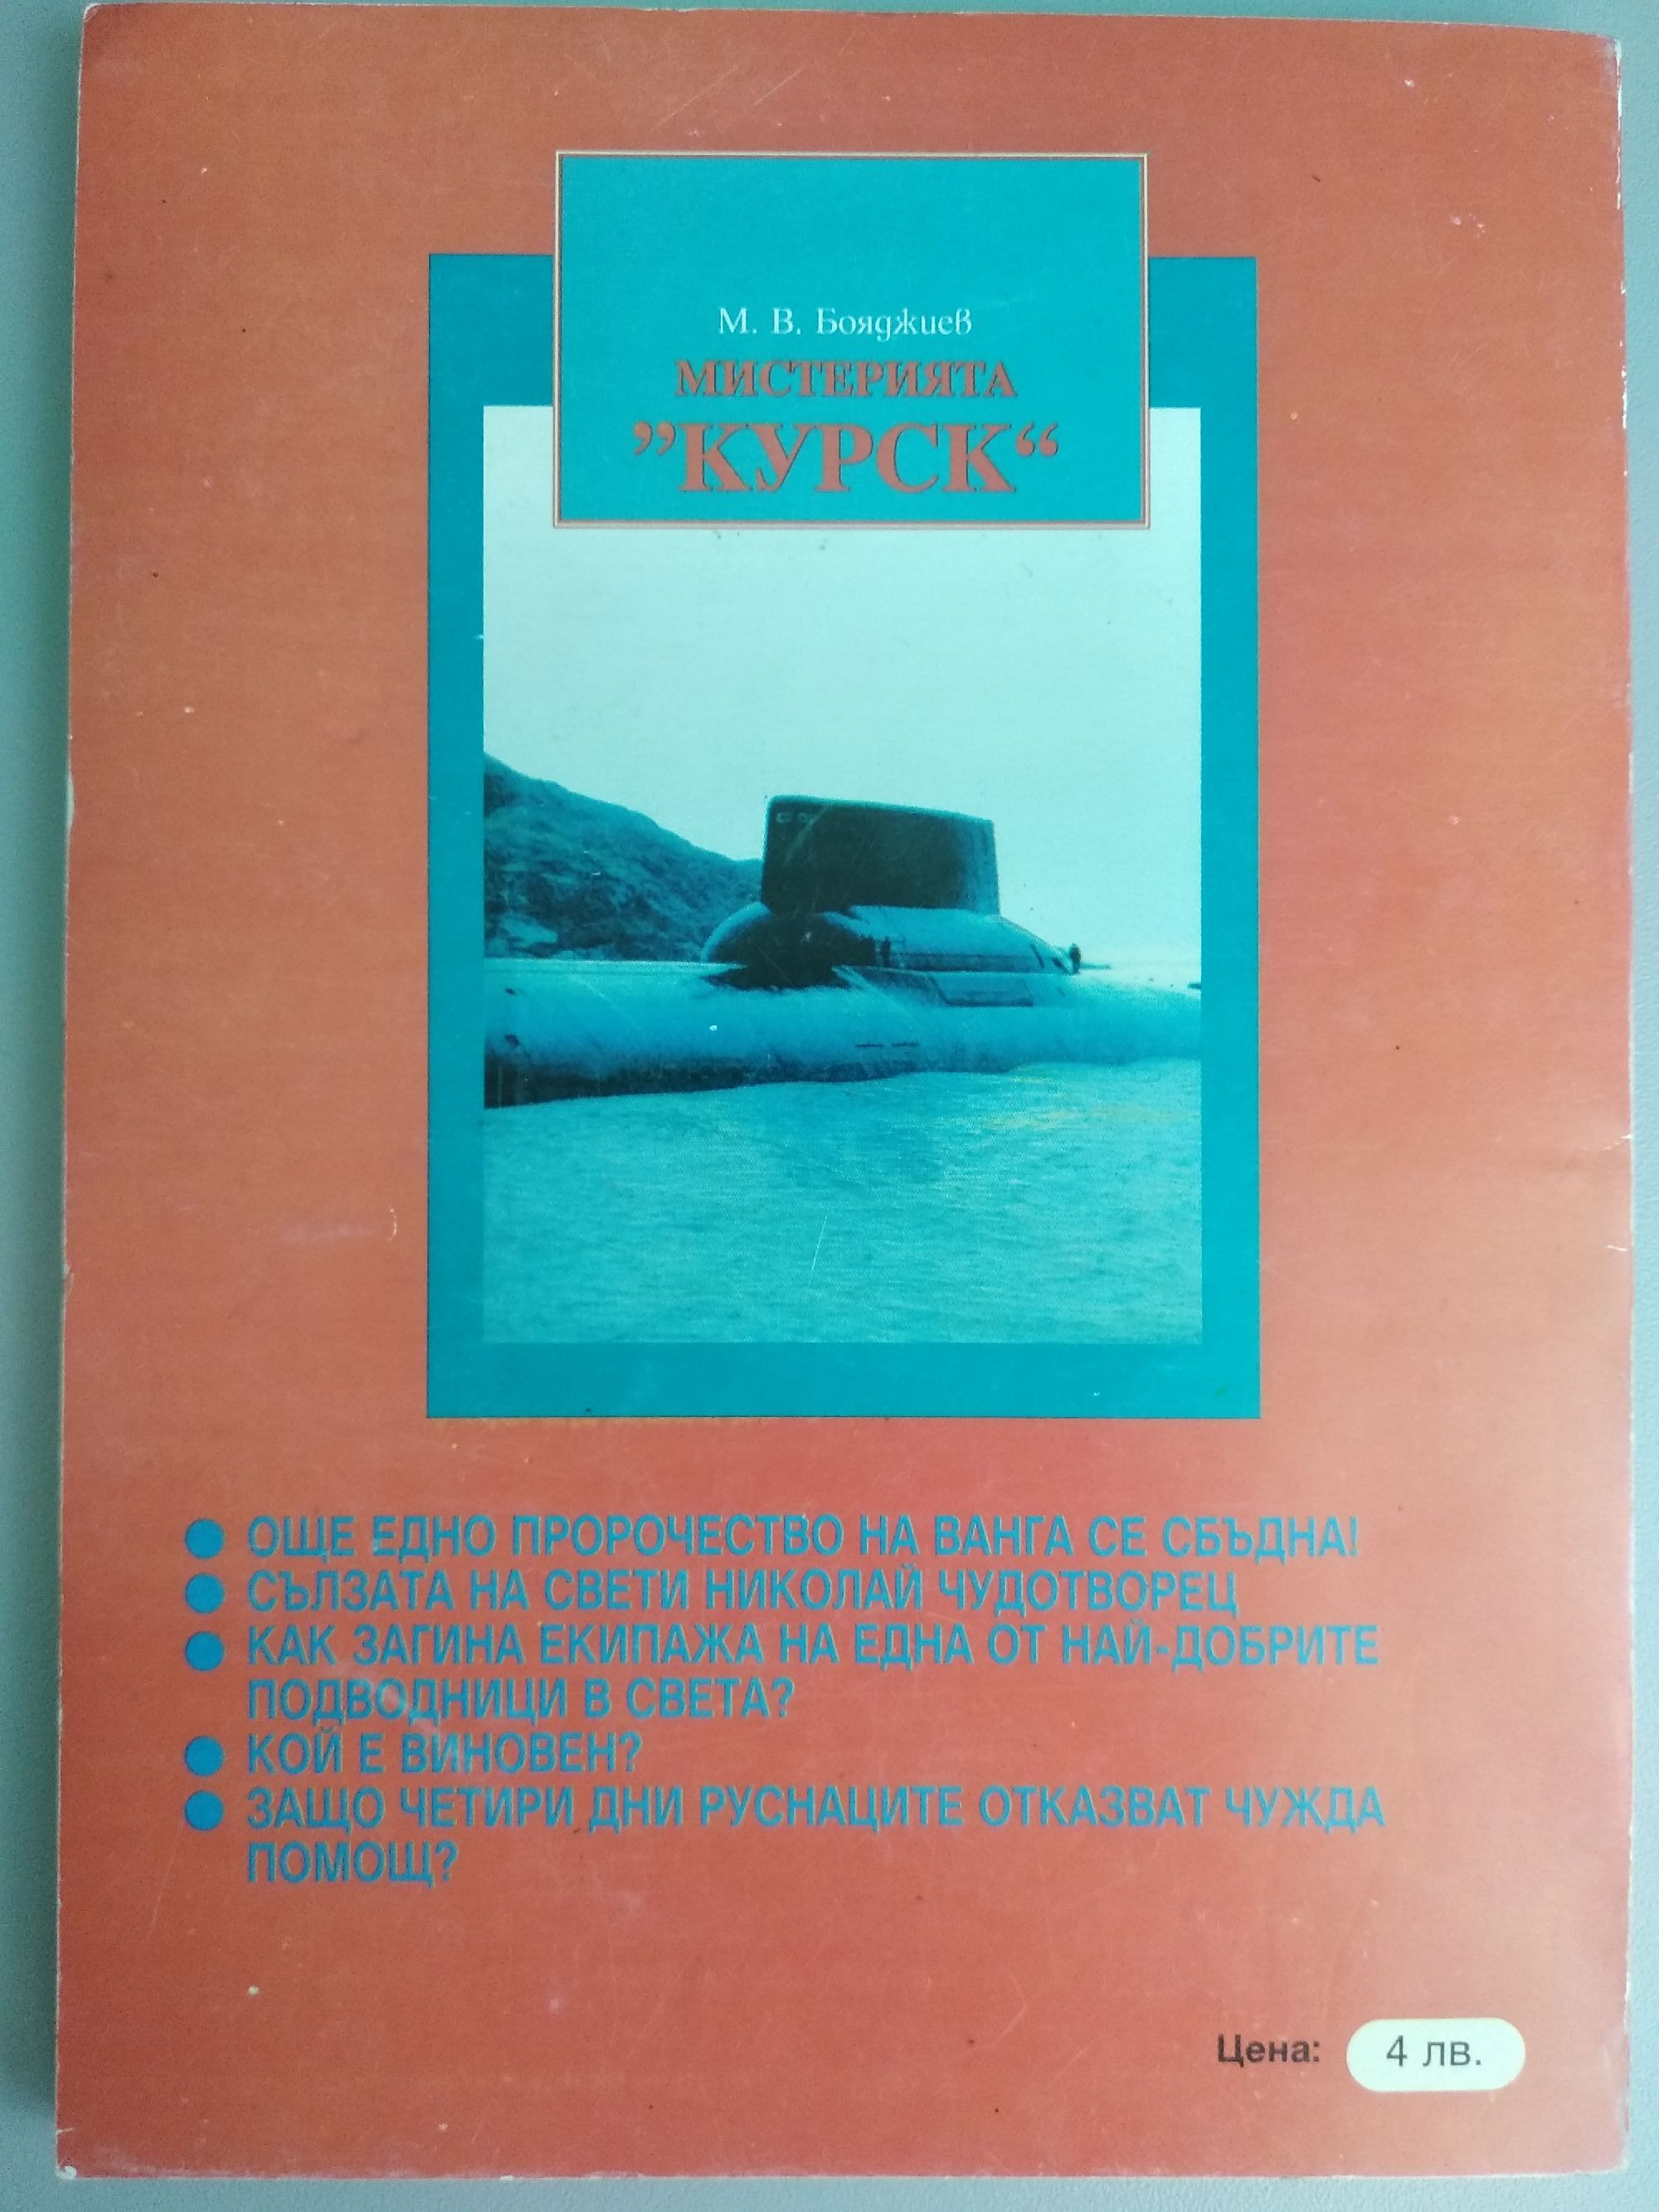 М. В. Бояджиев
МИСТЕРИЯТА
”КУРСК“
● ОЩЕ ЕДНО ПРОРОЧЕСТВО НА ВАНГА СЕ СБЪДНА!
● СЪЛЗАТА НА СВЕТИ НИКОЛАЙ ЧУДОТВОРЕЦ
● КАК ЗАГИНА ЕКИПАЖА НА ЕДНА ОТ НАЙ-ДОБРИТЕ
ПОДВОДНИЦИ В СВЕТА?
● КОЙ Е ВИНОВЕН?
● ЗАЩО ЧЕТИРИ ДНИ РУСНАЦИТЕ ОТКАЗВАТ ЧУЖДА
ПОМОЩ?
Цена: 4 лв.